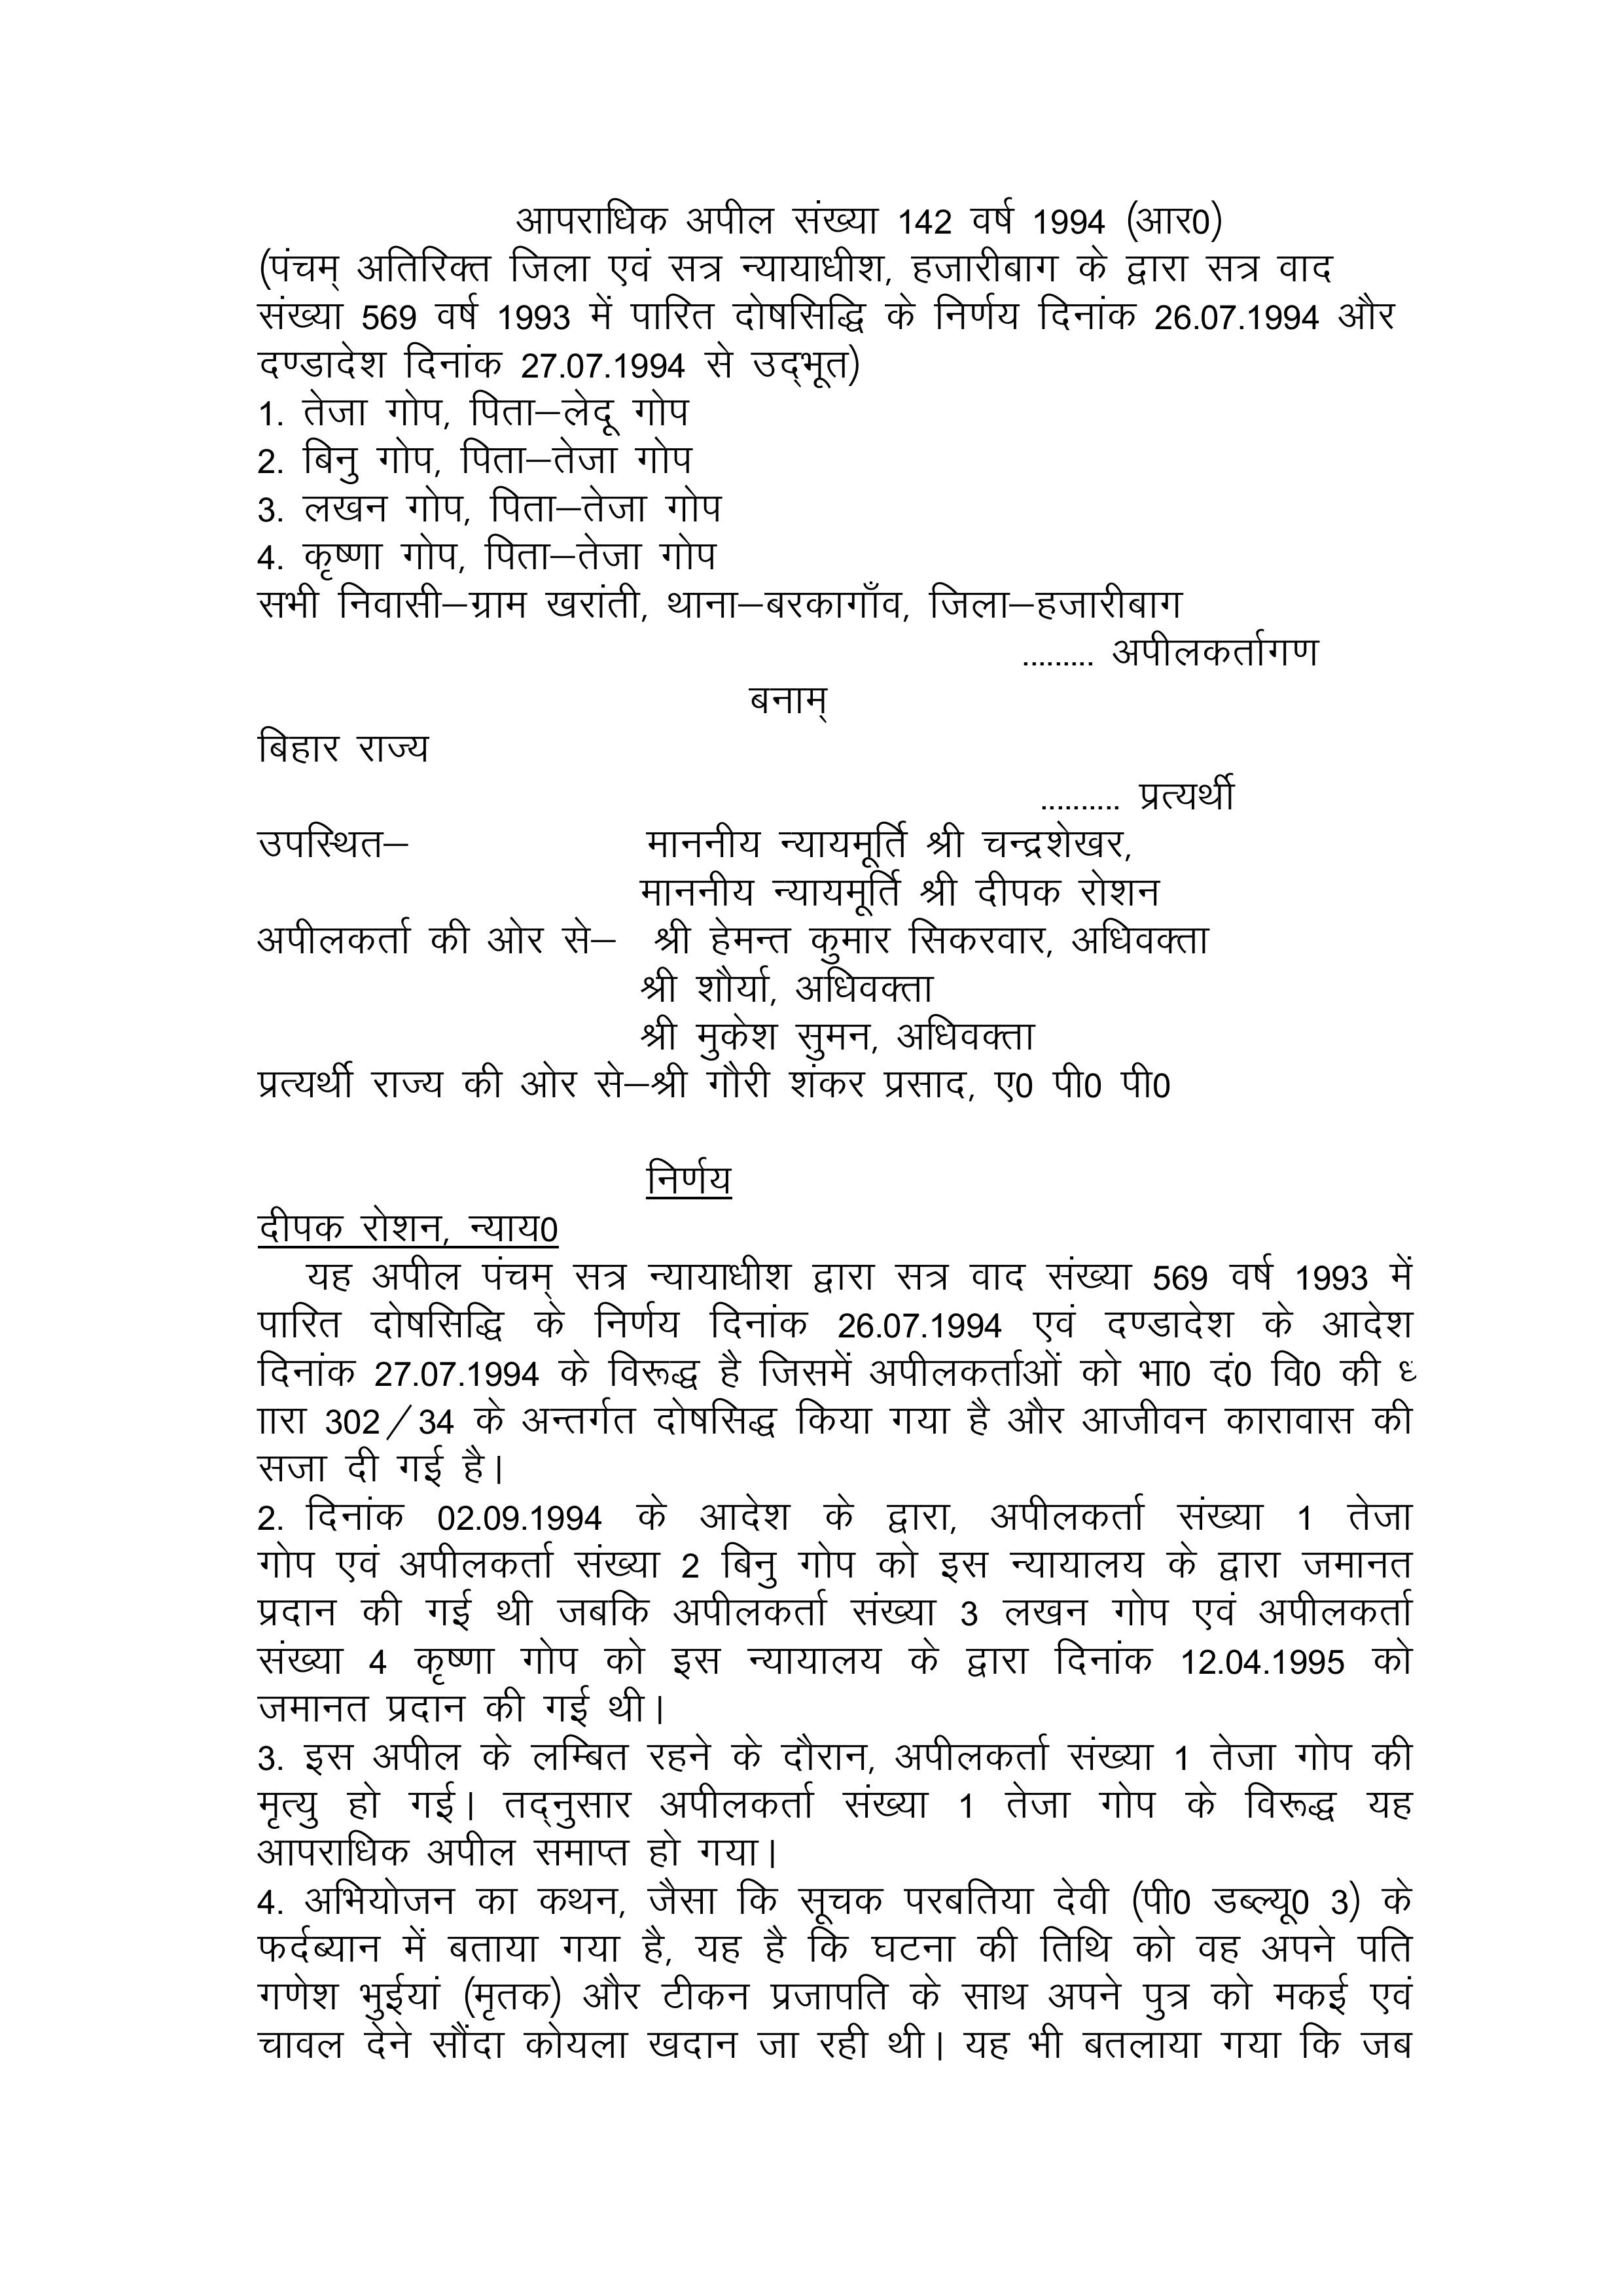 आपराधिक अपील संख्या 142 वर्ष 1994 (आर0)
(पंचम् अतिरिक्त जिला एवं सत्र न्यायाधीश, हजारीबाग के द्वारा सत्र वाद
संख्या 569 वर्ष 1993 में पारित दोषसिद्धि के निर्णय दिनांक 26.07.1994 और
दण्डादेश दिनांक 27.07.1994 से उद्भूत)
1. तेजा गोप, पिता–लेदू गोप
2. बिनु गोप, पिता–तेजा गोप
3. लखन गोप, पिता–तेजा गोप
4. कृष्णा गोप, पिता–तेजा गोप
सभी निवासी–ग्राम खरांती, थाना–बरकागाँव, जिला–हजारीबाग
......... अपीलकर्तागण
बनाम्
बिहार राज्य
.......... प्रत्यर्थी
उपस्थित– माननीय न्यायमूर्ति श्री चन्द्रशेखर,
माननीय न्यायमूर्ति श्री दीपक रोशन
अपीलकर्ता की ओर से– श्री हेमन्त कुमार सिकरवार, अधिवक्ता
श्री शौर्या, अधिवक्ता
श्री मुकेश सुमन, अधिवक्ता
प्रत्यर्थी राज्य की ओर से–श्री गौरी शंकर प्रसाद, ए0 पी0 पी0
निर्णय
दीपक रोशन, न्याय0
यह अपील पंचम् सत्र न्यायाधीश द्वारा सत्र वाद संख्या 569 वर्ष 1993 में
पारित दोषसिद्धि के निर्णय दिनांक 26.07.1994 एवं दण्डादेश के आदेश
दिनांक 27.07.1994 के विरूद्ध है जिसमें अपीलकर्ताओं को भा0 दं0 वि0 की ध
ाारा 302/34 के अन्तर्गत दोषसिद्ध किया गया है और आजीवन कारावास की
सजा दी गई है।
2. दिनांक 02.09.1994 के आदेश के द्वारा, अपीलकर्ता संख्या 1 तेजा
गोप एवं अपीलकर्ता संख्या 2 बिनु गोप को इस न्यायालय के द्वारा जमानत
प्रदान की गई थी जबकि अपीलकर्ता संख्या 3 लखन गोप एवं अपीलकर्ता
संख्या 4 कृष्णा गोप को इस न्यायालय के द्वारा दिनांक 12.04.1995 को
जमानत प्रदान की गई थी।
3. इस अपील के लम्बित रहने के दौरान, अपीलकर्ता संख्या 1 तेजा गोप की
मृत्यु हो गई। तद्नुसार अपीलकर्ता संख्या 1 तेजा गोप के विरूद्ध यह
आपराधिक अपील समाप्त हो गया।
4. अभियोजन का कथन, जैसा कि सूचक परबतिया देवी (पी0 डब्ल्यू0 3) के
फर्दब्यान में बताया गया है, यह है कि घटना की तिथि को वह अपने पति
गणेश भुईयां (मृतक) और टीकन प्रजापति के साथ अपने पुत्र को मकई एवं
चावल देने सौंदा कोयला खदान जा रही थी। यह भी बतलाया गया कि जब